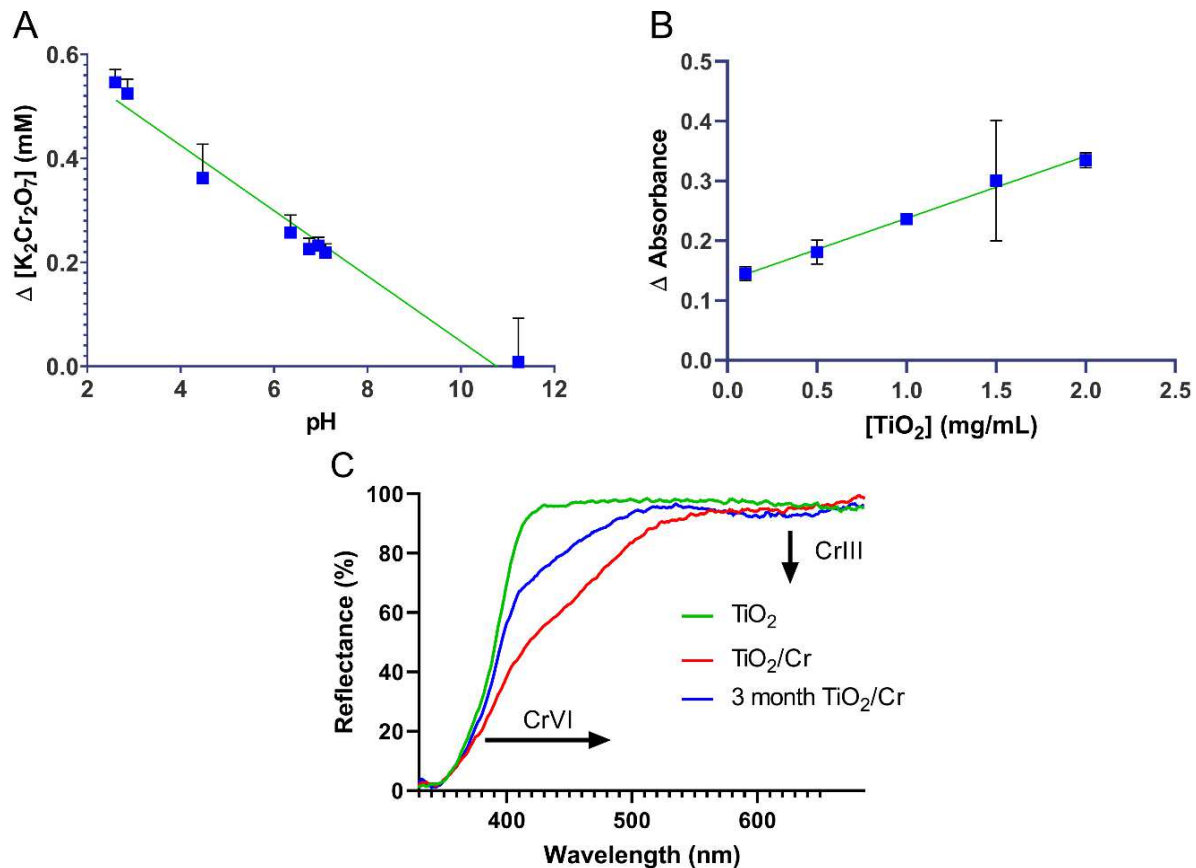 A
Δ [K₂Cr₂O₇] (mM)
0.6
0.4
0.2
0.0
2 4 6 8 10 12
pH
B
Δ Absorbance
0.5
0.4
0.3
0.2
0.1
0.0
0.0 0.5 1.0 1.5 2.0 2.5
[TiO₂] (mg/mL)
C
Reflectance (%)
100
80
60
40
20
0
CrIII
TiO₂
TiO₂/Cr
3 month TiO₂/Cr
CrVI
400 500 600
Wavelength (nm)